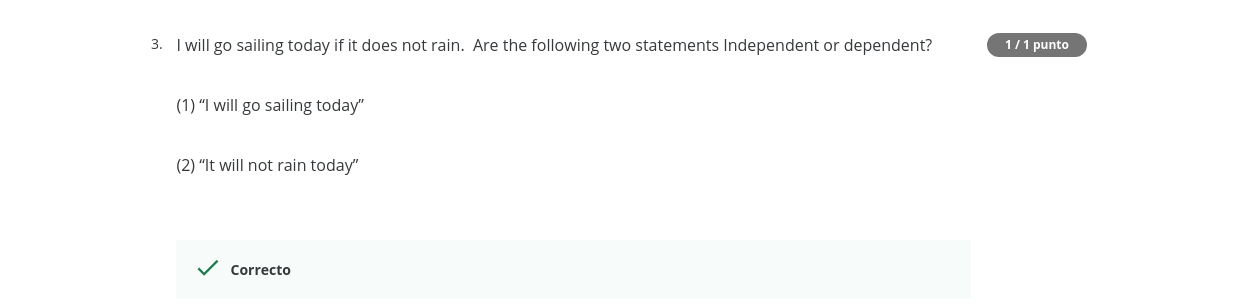 3. I will go sailing today if it does not rain.  Are the following two statements Independent or dependent? 1 / 1 punto
(1) “I will go sailing today”
(2) “It will not rain today”
Correcto